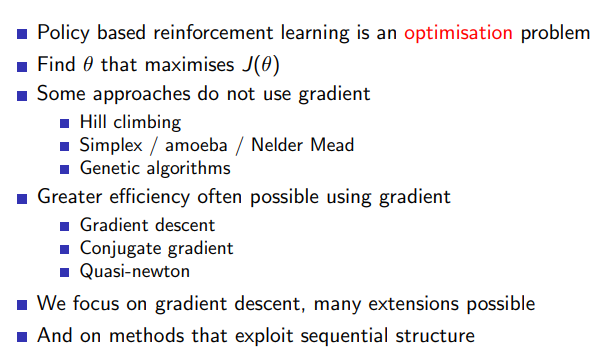 Policy based reinforcement learning is an optimisation problem
Find θ that maximises J(θ)
Some approaches do not use gradient
Hill climbing
Simplex / amoeba / Nelder Mead
Genetic algorithms
Greater efficiency often possible using gradient
Gradient descent
Conjugate gradient
Quasi-newton
We focus on gradient descent, many extensions possible
And on methods that exploit sequential structure